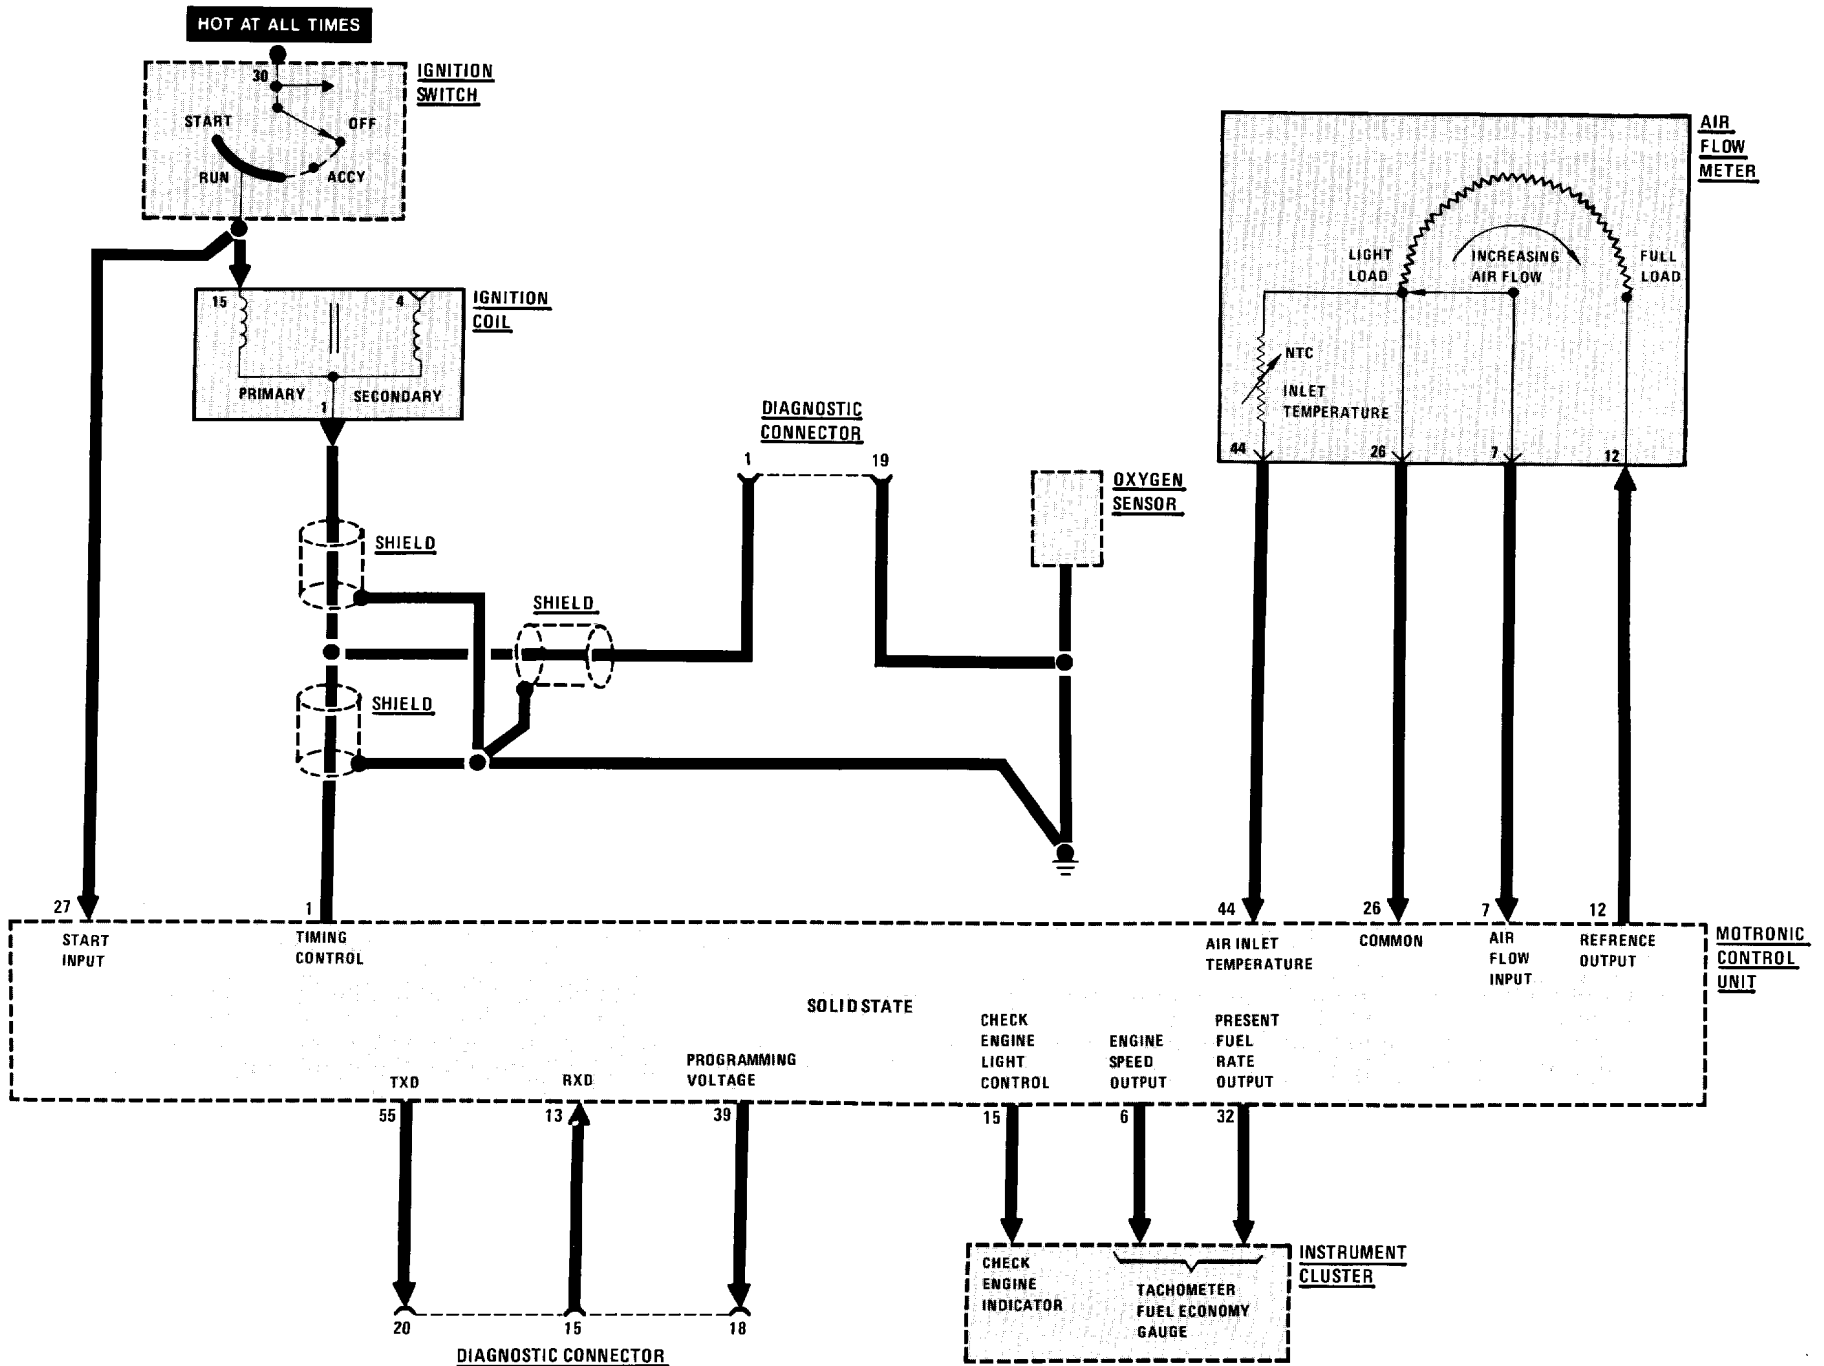 HOT AT ALL TIMES
30
IGNITION
SWITCH
START
OFF
RUN
ACCY
15
4
IGNITION
COIL
PRIMARY
1
SECONDARY
AIR
FLOW
METER
LIGHT
LOAD
INCREASING
AIR FLOW
FULL
LOAD
NTC
INLET
TEMPERATURE
44
26
7
12
DIAGNOSTIC
CONNECTOR
1
19
OXYGEN
SENSOR
SHIELD
SHIELD
SHIELD
27
1
44
26
7
12
START
INPUT
TIMING
CONTROL
AIR INLET
TEMPERATURE
COMMON
AIR
FLOW
INPUT
REFRENCE
OUTPUT
MOTRONIC
CONTROL
UNIT
SOLID STATE
TXD
RXD
PROGRAMMING
VOLTAGE
CHECK
ENGINE
LIGHT
CONTROL
ENGINE
SPEED
OUTPUT
PRESENT
FUEL
RATE
OUTPUT
55
13
39
15
6
32
20
15
18
DIAGNOSTIC CONNECTOR
CHECK
ENGINE
INDICATOR
TACHOMETER
FUEL ECONOMY
GAUGE
INSTRUMENT
CLUSTER